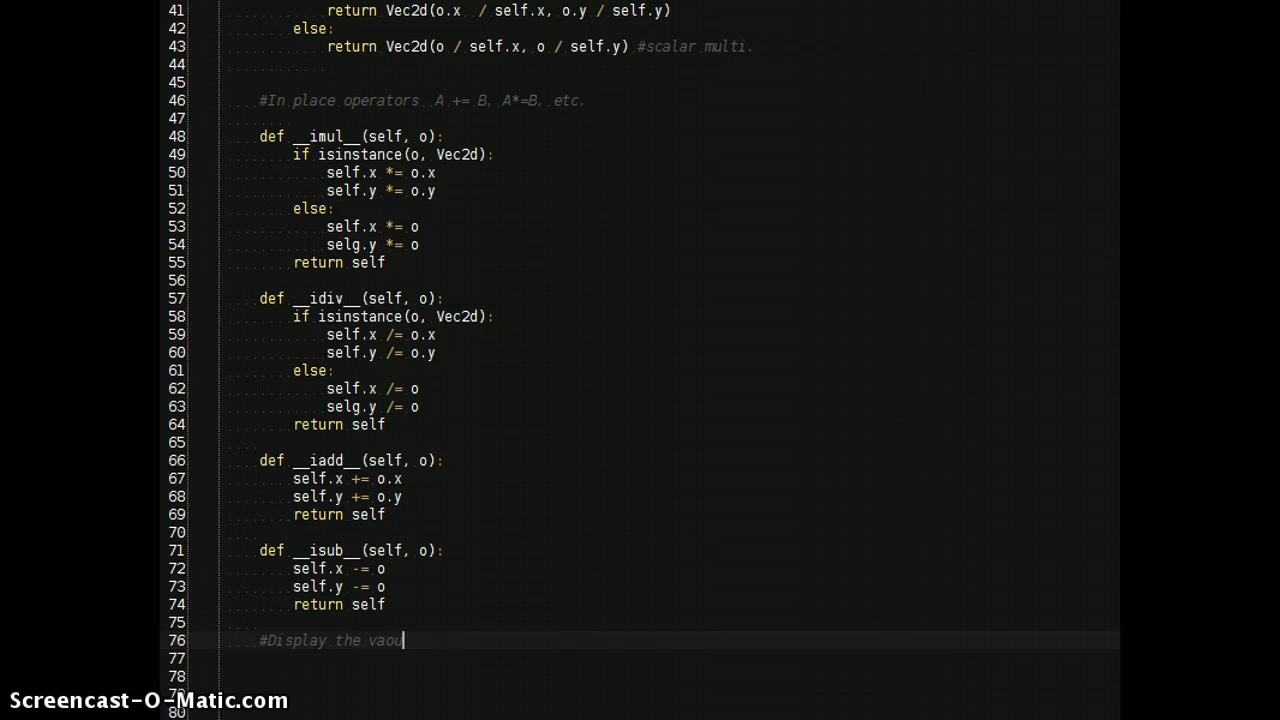 41 return Vec2d(o.x / self.x, o.y / self.y)
42 else:
43 return Vec2d(o / self.x, o / self.y) #scalar multi.
44
45
46 #In place operators A += B, A*=B, etc.
47
48 def __imul__(self, o):
49 if isinstance(o, Vec2d):
50 self.x *= o.x
51 self.y *= o.y
52 else:
53 self.x *= o
54 selg.y *= o
55 return self
56
57 def __idiv__(self, o):
58 if isinstance(o, Vec2d):
59 self.x /= o.x
60 self.y /= o.y
61 else:
62 self.x /= o
63 selg.y /= o
64 return self
65
66 def __iadd__(self, o):
67 self.x += o.x
68 self.y += o.y
69 return self
70
71 def __isub__(self, o):
72 self.x -= o
73 self.y -= o
74 return self
75
76 #Display the vaou
77
78
79
80
Screencast-O-Matic.com